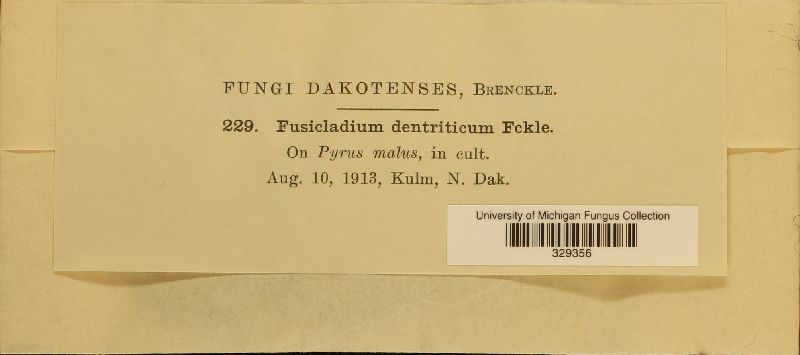 FUNGI DAKOTENSES, BRENCKLE.
229. Fusicladium dentriticum Fckle.
On Pyrus malus, in cult.
Aug. 10, 1913, Kulm, N. Dak.
University of Michigan Fungus Collection
329356